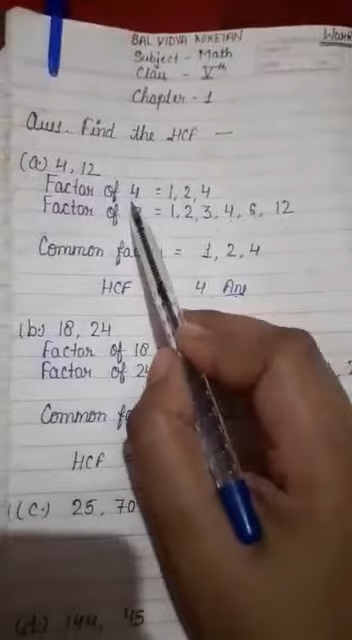 BAL VIDYA NIKETAN
Subject - Math
Class - Vth
Chapter - 1
Ques. Find the HCF —
(a.) 4, 12
Factor of 4 = 1, 2, 4
Factor of = 1, 2, 3, 4, 6, 12
Common = 1, 2, 4
HCF 4 Ans
(b.) 18, 24
Factor of 18
Factor of 24
Common
HCF =
(c.) 25, 70
(d.) 144, 45